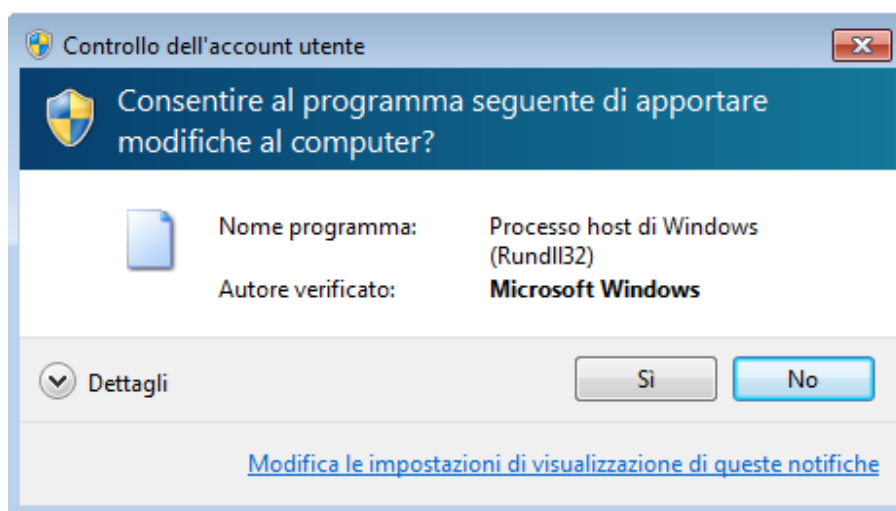 Controllo dell'account utente
Consentire al programma seguente di apportare
modifiche al computer?
Nome programma: Processo host di Windows
(Rundll32)
Autore verificato: Microsoft Windows
Dettagli Sì No
Modifica le impostazioni di visualizzazione di queste notifiche